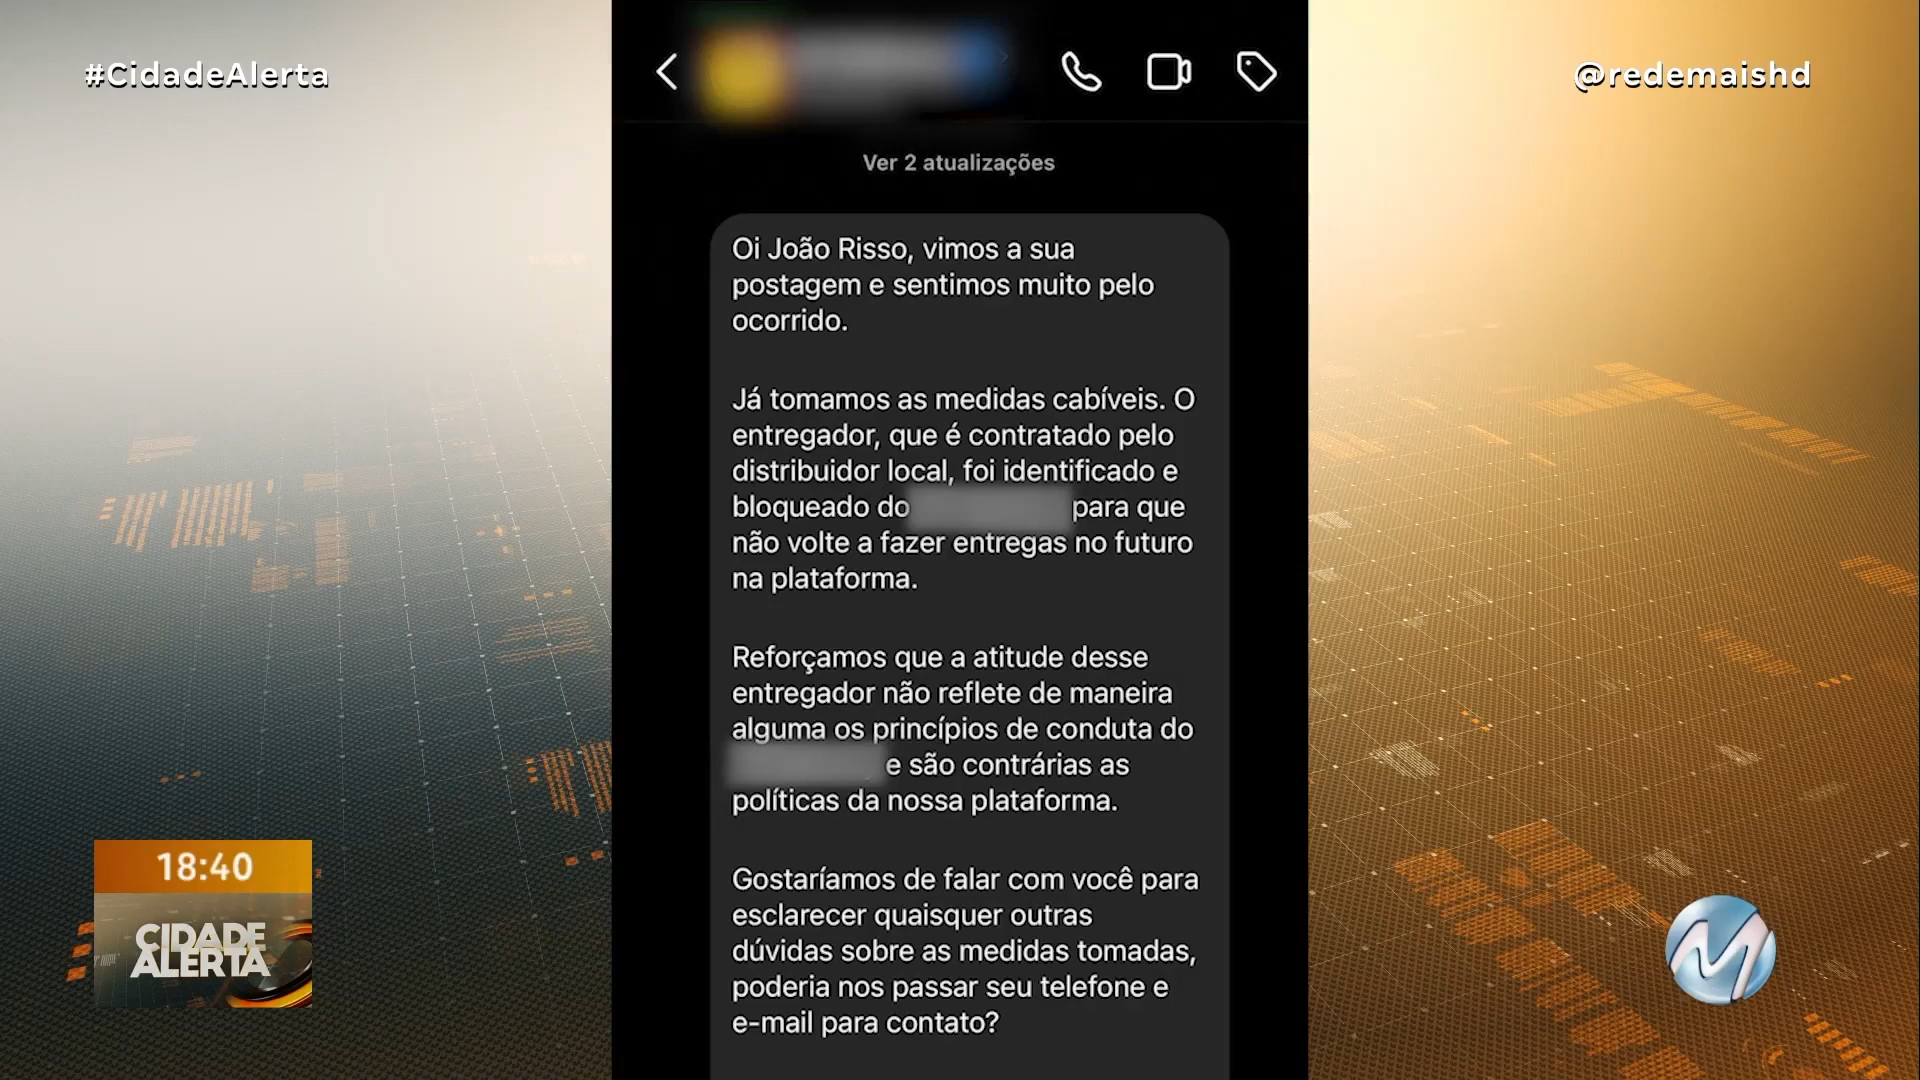 #CidadeAlerta
@redemaishd
Ver 2 atualizações
Oi João Risso, vimos a sua
postagem e sentimos muito pelo
ocorrido.
Já tomamos as medidas cabíveis. O
entregador, que é contratado pelo
distribuidor local, foi identificado e
bloqueado do para que
não volte a fazer entregas no futuro
na plataforma.
Reforçamos que a atitude desse
entregador não reflete de maneira
alguma os princípios de conduta do
e são contrárias as
políticas da nossa plataforma.
Gostaríamos de falar com você para
esclarecer quaisquer outras
dúvidas sobre as medidas tomadas,
poderia nos passar seu telefone e
e-mail para contato?
18:40
CIDADE
ALERTA
M